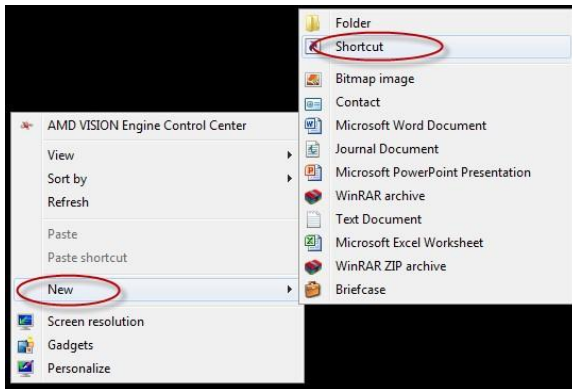 Folder
Shortcut
Bitmap image
Contact
Microsoft Word Document
Journal Document
Microsoft PowerPoint Presentation
WinRAR archive
Text Document
Microsoft Excel Worksheet
WinRAR ZIP archive
Briefcase
AMD VISION Engine Control Center
View
Sort by
Refresh
Paste
Paste shortcut
New
Screen resolution
Gadgets
Personalize